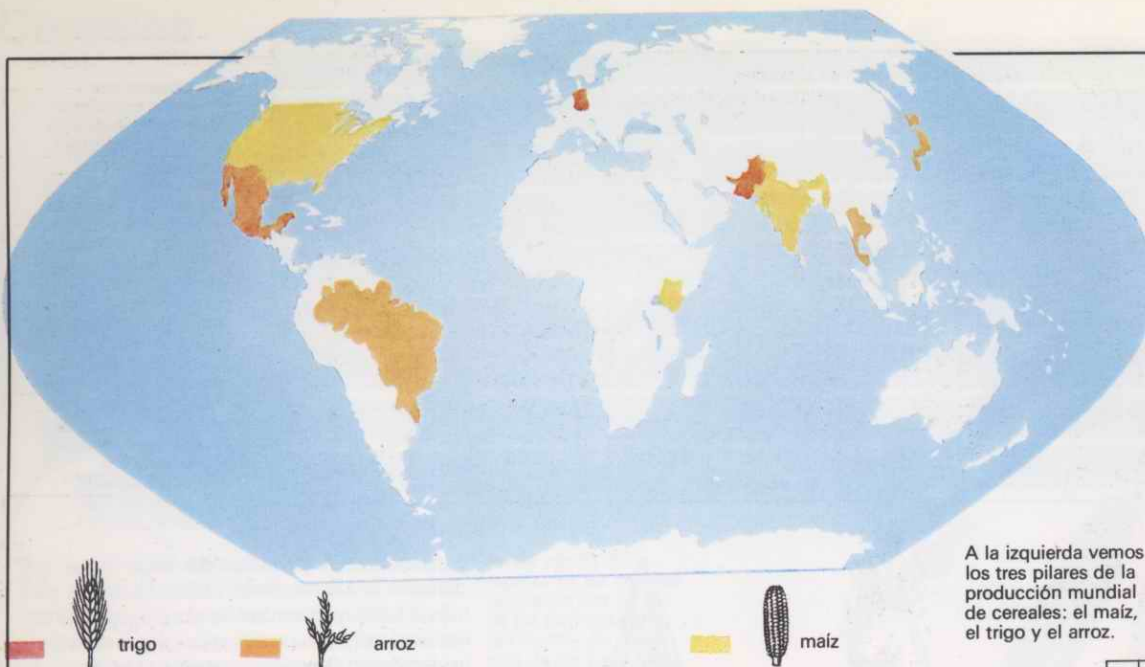 trigo
arroz
maíz
A la izquierda vemos
los tres pilares de la
producción mundial
de cereales: el maíz,
el trigo y el arroz.